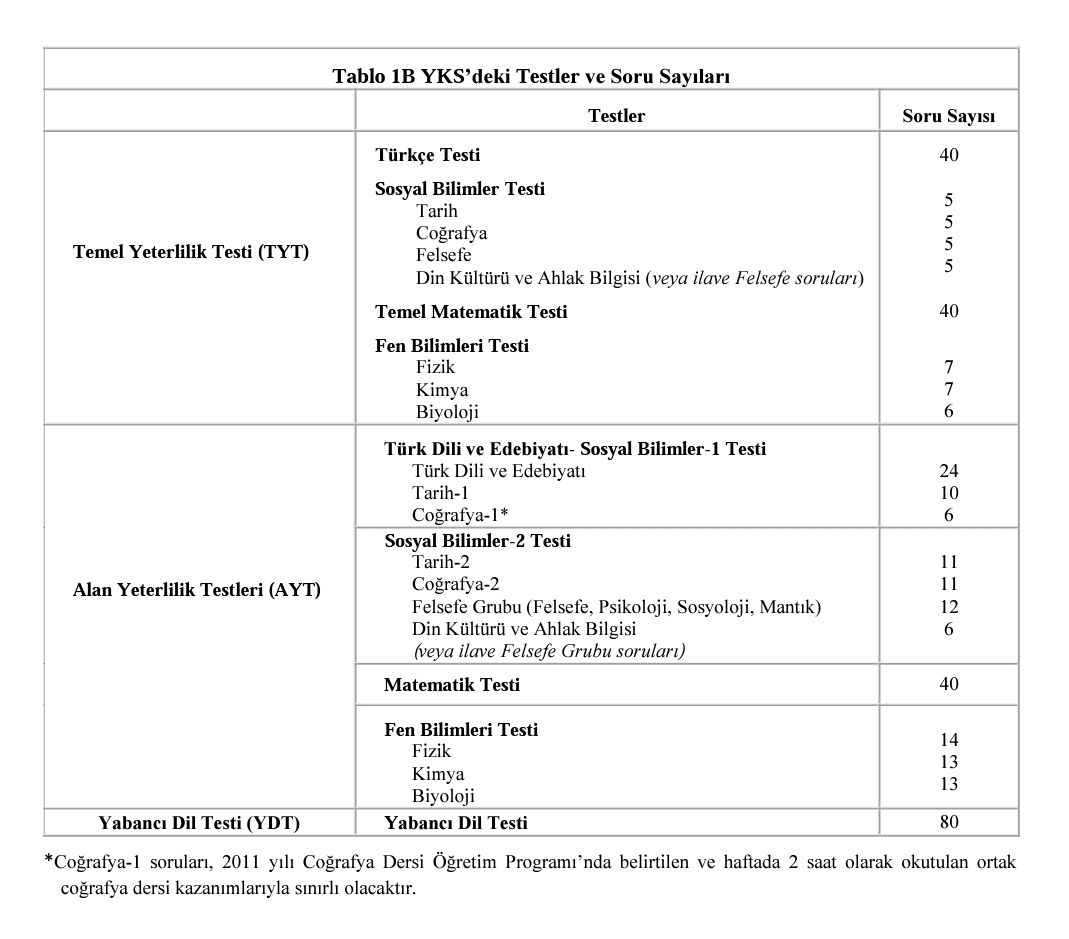 Tablo 1B YKS’deki Testler ve Soru Sayıları
Testler Soru Sayısı
Temel Yeterlilik Testi (TYT)
Türkçe Testi 40
Sosyal Bilimler Testi
Tarih 5
Coğrafya 5
Felsefe 5
Din Kültürü ve Ahlak Bilgisi (veya ilave Felsefe soruları) 5
Temel Matematik Testi 40
Fen Bilimleri Testi
Fizik 7
Kimya 7
Biyoloji 6
Alan Yeterlilik Testleri (AYT)
Türk Dili ve Edebiyatı- Sosyal Bilimler-1 Testi
Türk Dili ve Edebiyatı 24
Tarih-1 10
Coğrafya-1* 6
Sosyal Bilimler-2 Testi
Tarih-2 11
Coğrafya-2 11
Felsefe Grubu (Felsefe, Psikoloji, Sosyoloji, Mantık) 12
Din Kültürü ve Ahlak Bilgisi 6
(veya ilave Felsefe Grubu soruları)
Matematik Testi 40
Fen Bilimleri Testi
Fizik 14
Kimya 13
Biyoloji 13
Yabancı Dil Testi (YDT) Yabancı Dil Testi 80
*Coğrafya-1 soruları, 2011 yılı Coğrafya Dersi Öğretim Programı’nda belirtilen ve haftada 2 saat olarak okutulan ortak
coğrafya dersi kazanımlarıyla sınırlı olacaktır.